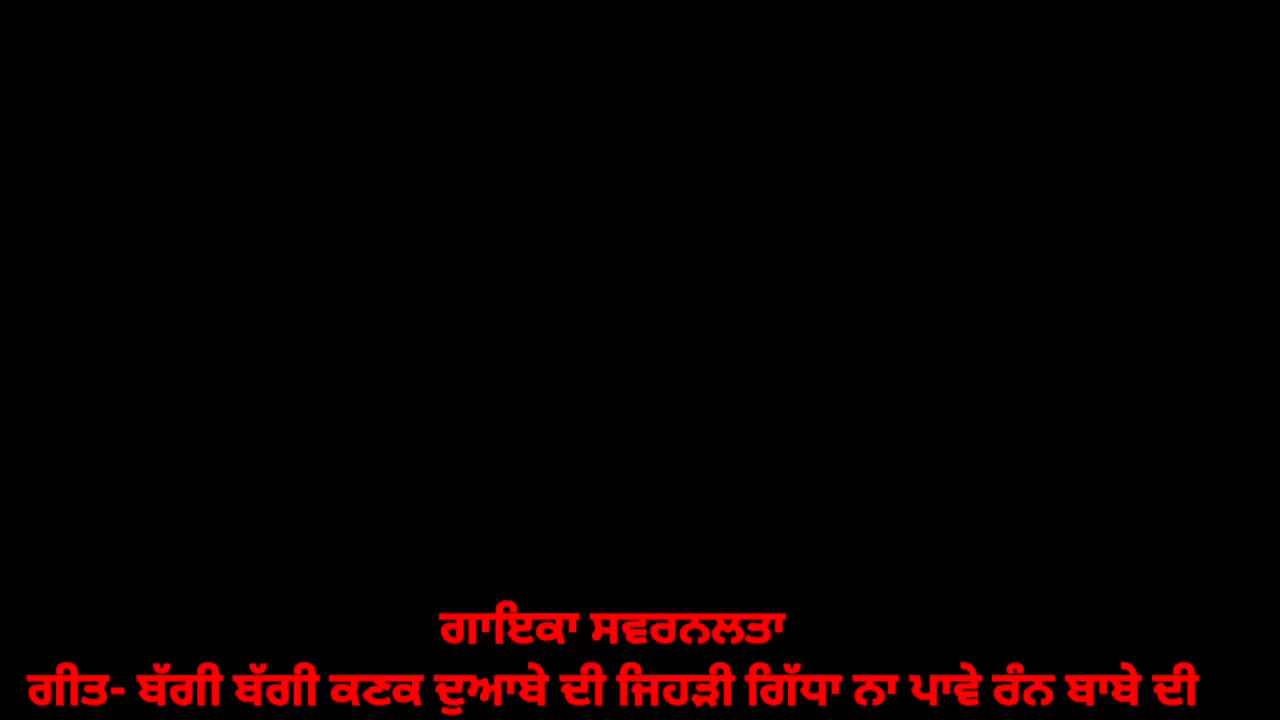 ਗਾਇਕਾ ਸਵਰਨਲਤਾ
ਗੀਤ- ਬੱਗੀ ਬੱਗੀ ਕਣਕ ਦੁਆਬੇ ਦੀ ਜਿਹੜੀ ਗਿੱਧਾ ਨਾ ਪਾਵੇ ਰੰਨ ਬਾਬੇ ਦੀ